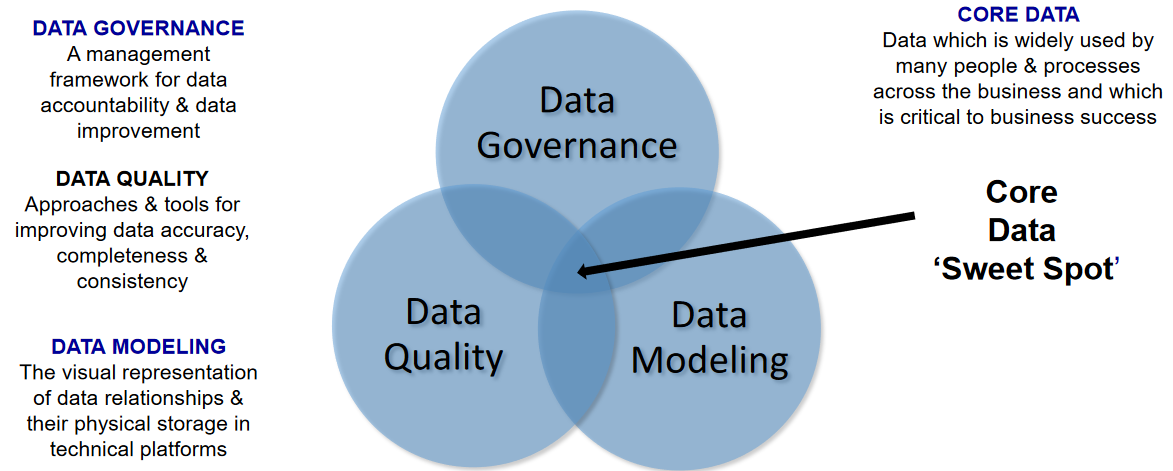 DATA GOVERNANCE
A management
framework for data
accountability & data
improvement
DATA QUALITY
Approaches & tools for
improving data accuracy,
completeness &
consistency
DATA MODELING
The visual representation
of data relationships &
their physical storage in
technical platforms
Data
Governance
Data
Quality
Data
Modeling
CORE DATA
Data which is widely used by
many people & processes
across the business and which
is critical to business success
Core
Data
‘Sweet Spot’